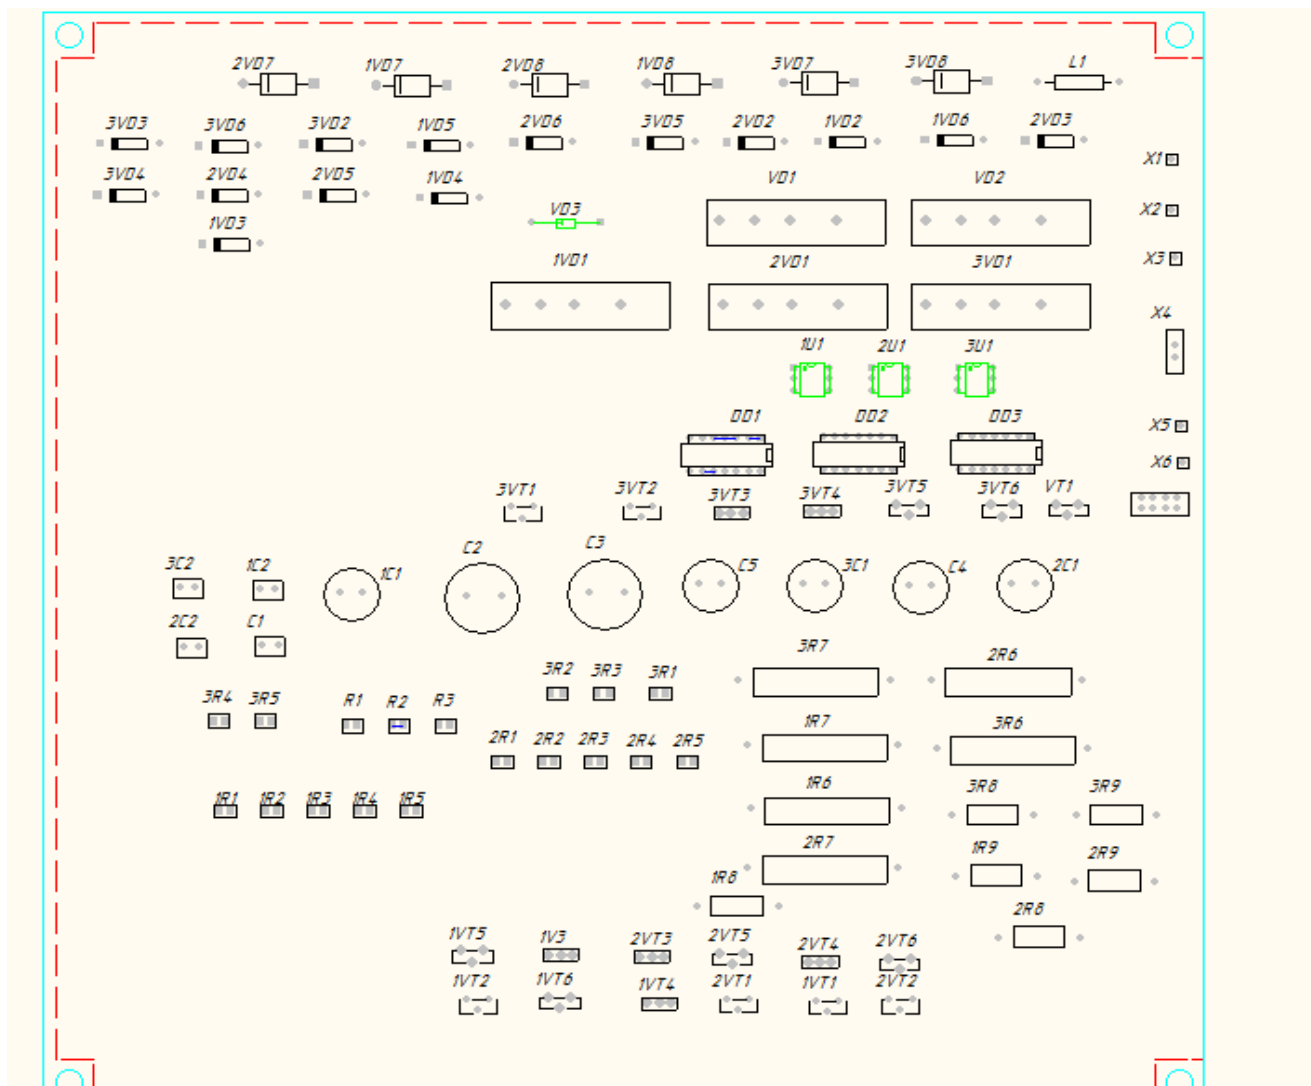 2VD7 1VD7 2VD8 1VD8 3VD7 3VD8 L1
3VD3 3VD6 3VD2 1VD5 2VD6 3VD5 2VD2 1VD2 1VD6 2VD3
X1
3VD4 2VD4 2VD5 1VD4 VD1 VD2
X2
1VD3 VD3
X3
1VD1 2VD1 3VD1
X4
1U1 2U1 3U1
DD1 DD2 DD3
X5
X6
3VT1 3VT2 3VT3 3VT4 3VT5 3VT6 VT1
C2 C3
3C2 1C2 1C1 C5 3C1 C4 2C1
2C2 C1
3R7 2R6
3R2 3R3 3R1
3R4 3R5 R1 R2 R3
1R7 3R6
2R1 2R2 2R3 2R4 2R5
1R6 3R8 3R9
1R1 1R2 1R3 1R4 1R5
2R7 1R9 2R9
1R8
2R8
1VT5 1V3 2VT3 2VT5 2VT4 2VT6
1VT2 1VT6 1VT4 2VT1 1VT1 2VT2